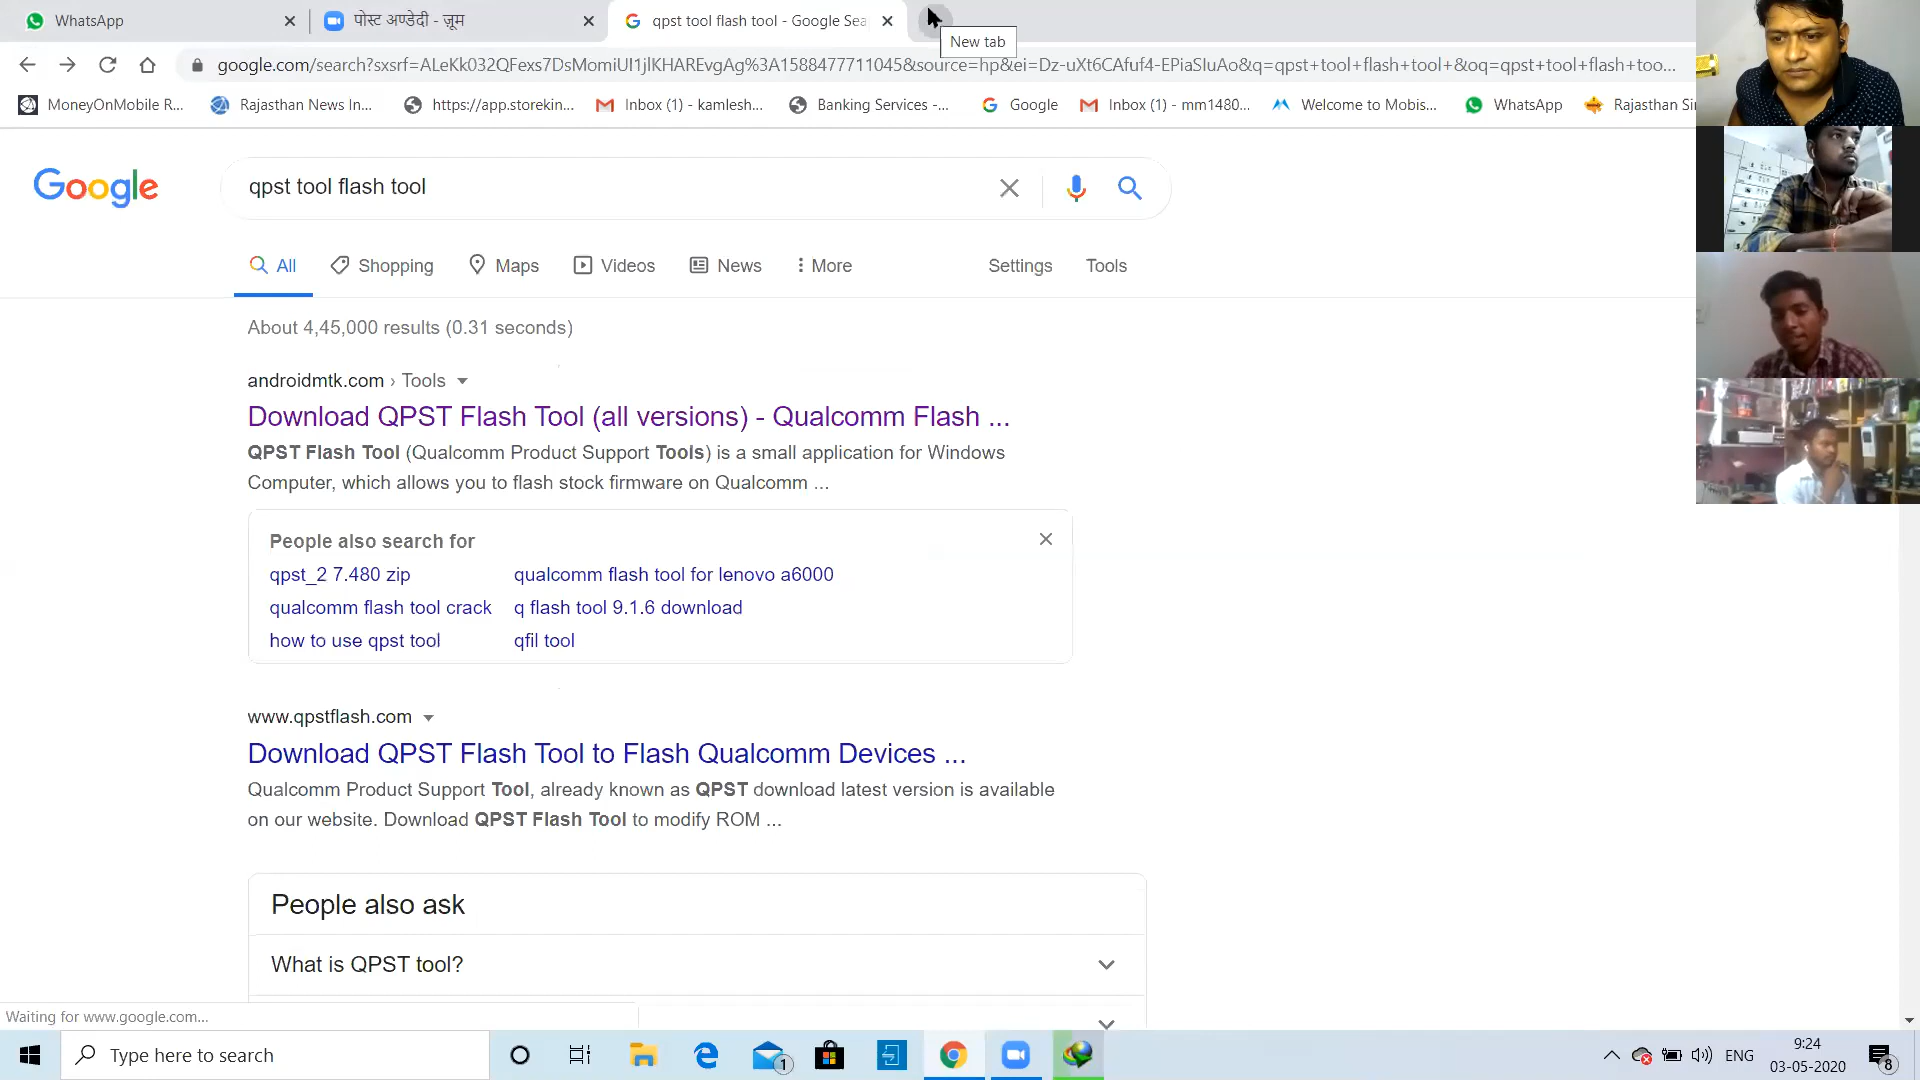 WhatsApp
पोस्ट अण्डेदी - ज़ूम
qpst tool flash tool - Google Sea
New tab
google.com/search?sxsrf=ALeKk032QFexs7DsMomiUI1jlKHAREvgAg%3A1588477711045&source=hp&ei=Dz-uXt6CAfuf4-EPiaSIuAo&q=qpst+tool+flash+tool+&oq=qpst+tool+flash+too...
MoneyOnMobile R... Rajasthan News In... https://app.storekin... Inbox (1) - kamlesh... Banking Services -... Google Inbox (1) - mm1480... Welcome to Mobis... WhatsApp Rajasthan Si
Google
qpst tool flash tool
All Shopping Maps Videos News More Settings Tools
About 4,45,000 results (0.31 seconds)
androidmtk.com › Tools
Download QPST Flash Tool (all versions) - Qualcomm Flash ...
QPST Flash Tool (Qualcomm Product Support Tools) is a small application for Windows
Computer, which allows you to flash stock firmware on Qualcomm ...
People also search for
qpst_2 7.480 zip qualcomm flash tool for lenovo a6000
qualcomm flash tool crack q flash tool 9.1.6 download
how to use qpst tool qfil tool
www.qpstflash.com
Download QPST Flash Tool to Flash Qualcomm Devices ...
Qualcomm Product Support Tool, already known as QPST download latest version is available
on our website. Download QPST Flash Tool to modify ROM ...
People also ask
What is QPST tool?
Waiting for www.google.com...
Type here to search
1
ENG
9:24
03-05-2020
8